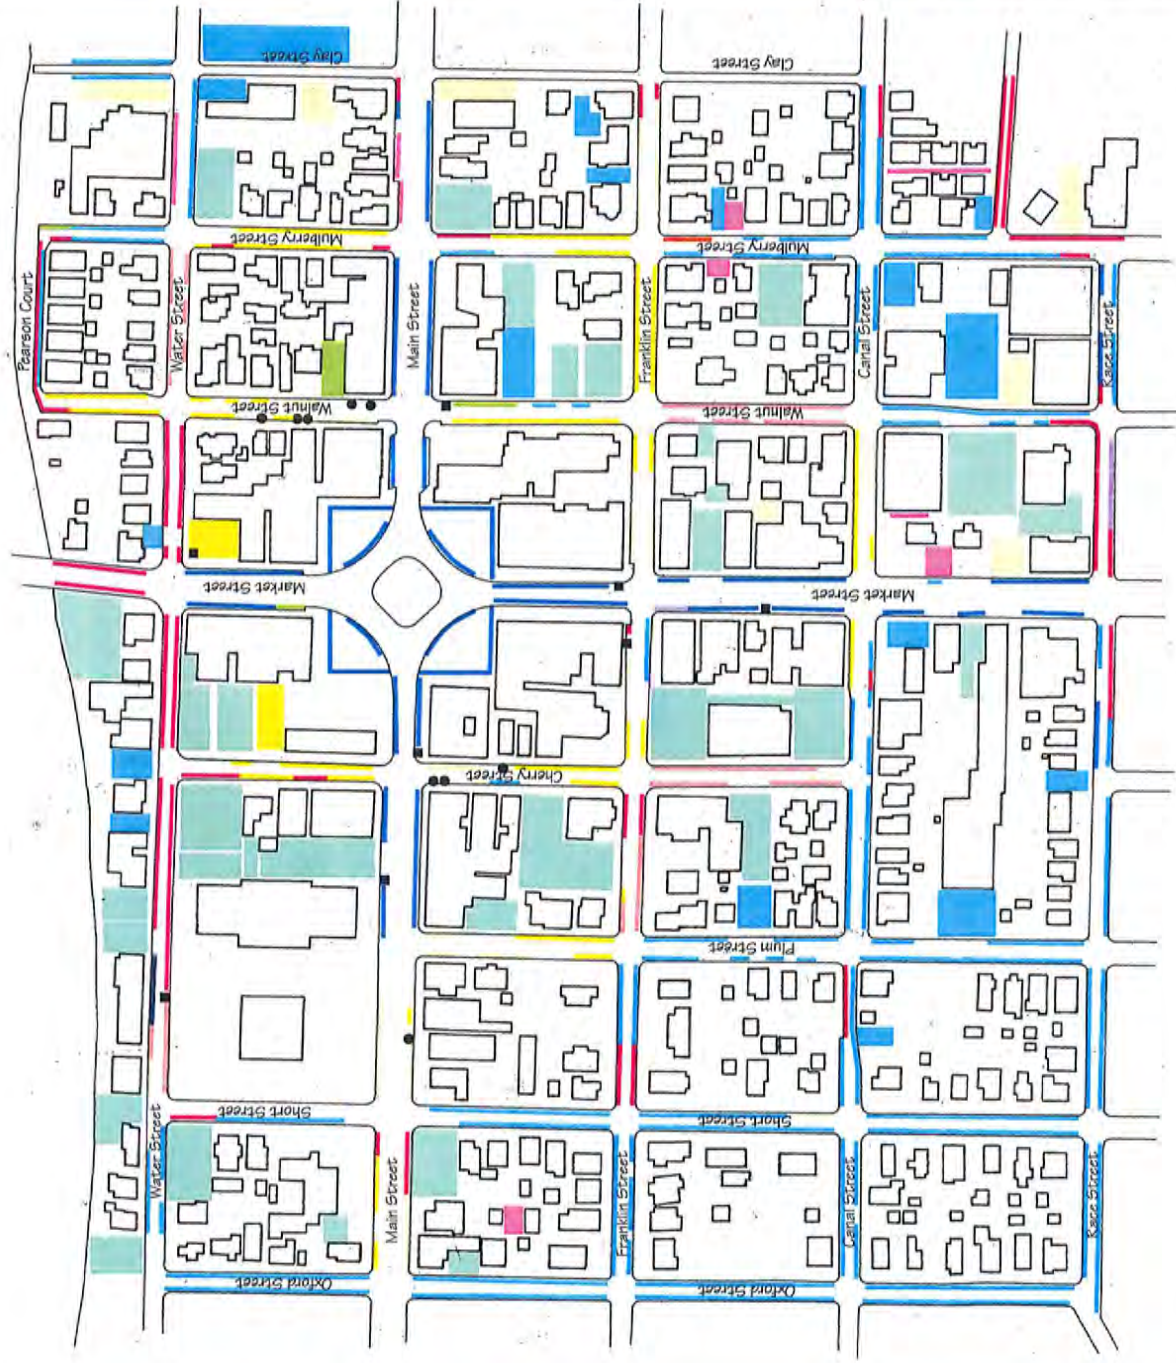 Clay Street
Clay Street
Mulberry Street
Mulberry Street
Pearson Court
Water Street
Main Street
Franklin Street
Canal Street
Race Street
Walnut Street
Walnut Street
Market Street
Market Street
Cherry Street
Plum Street
Short Street
Short Street
Water Street
Main Street
Franklin Street
Canal Street
Race Street
Oxford Street
Oxford Street